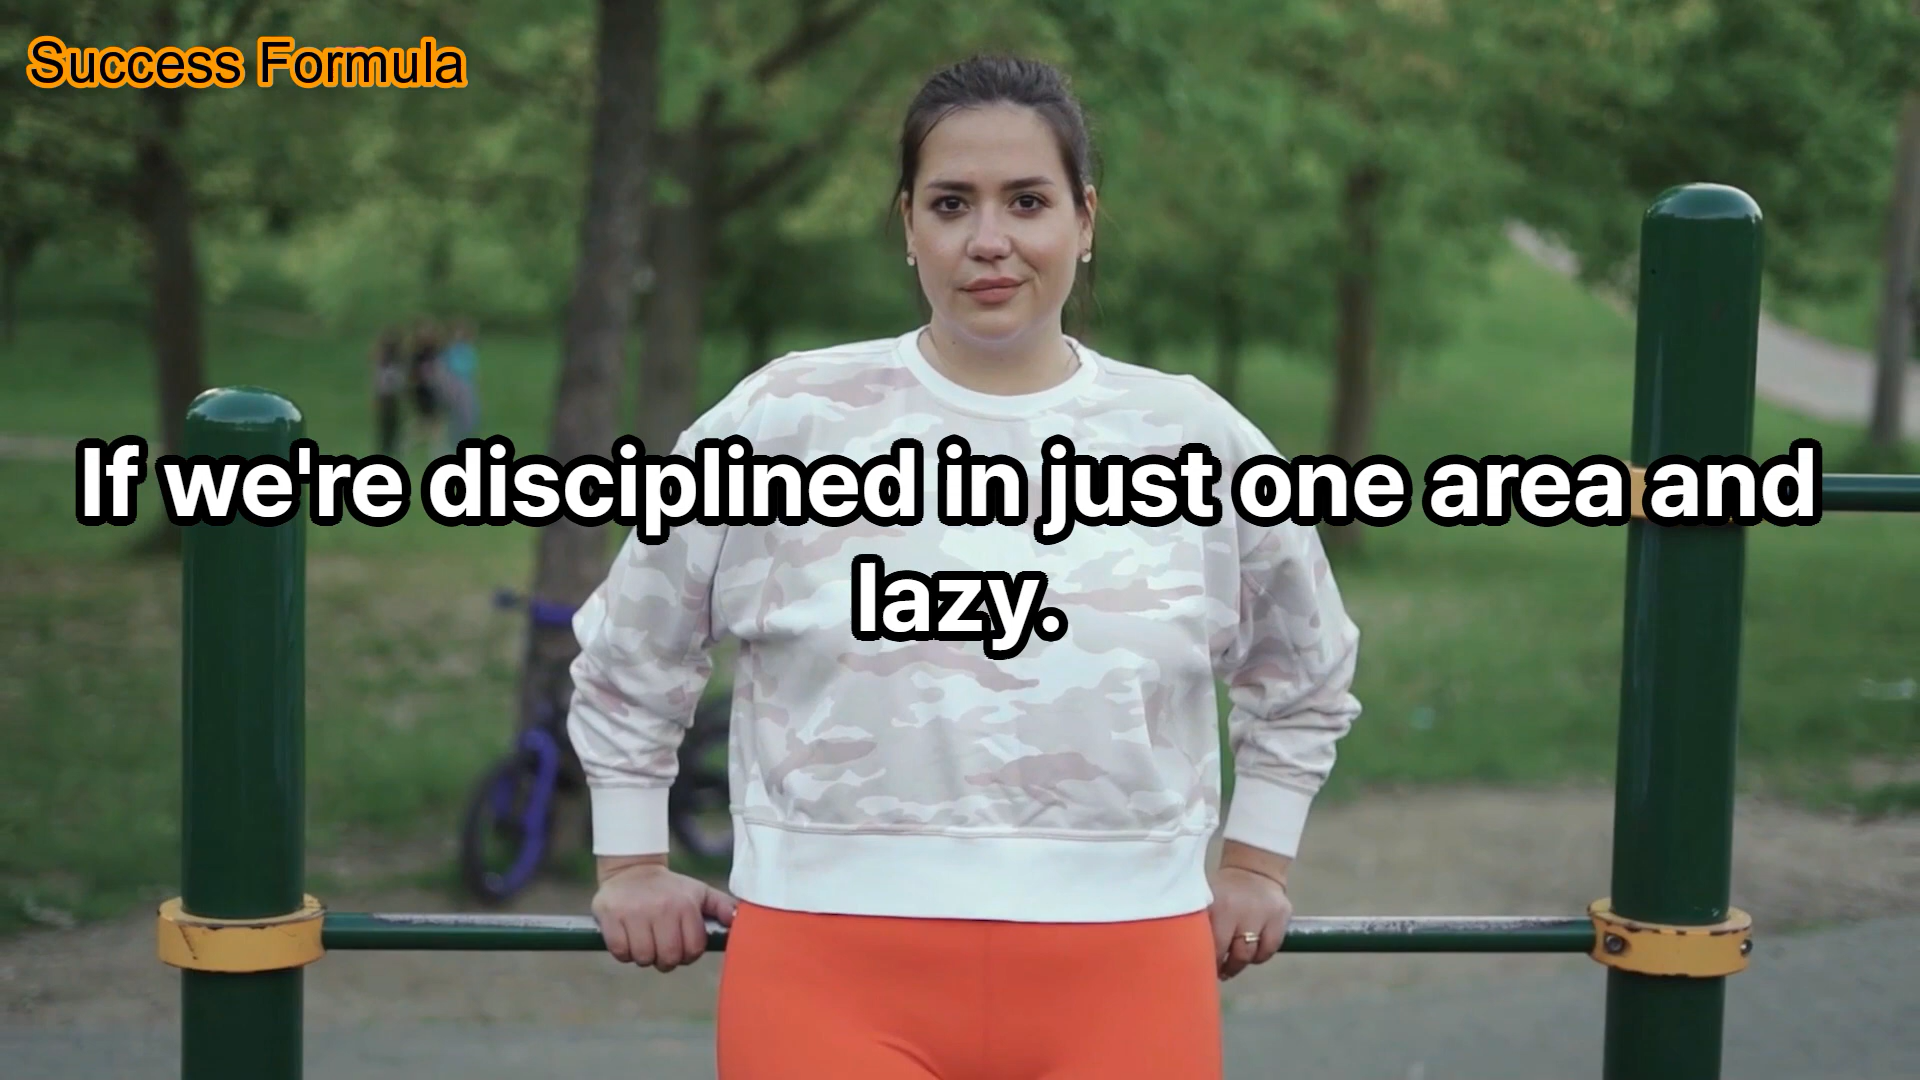 Success Formula
If we're disciplined in just one area and
lazy.